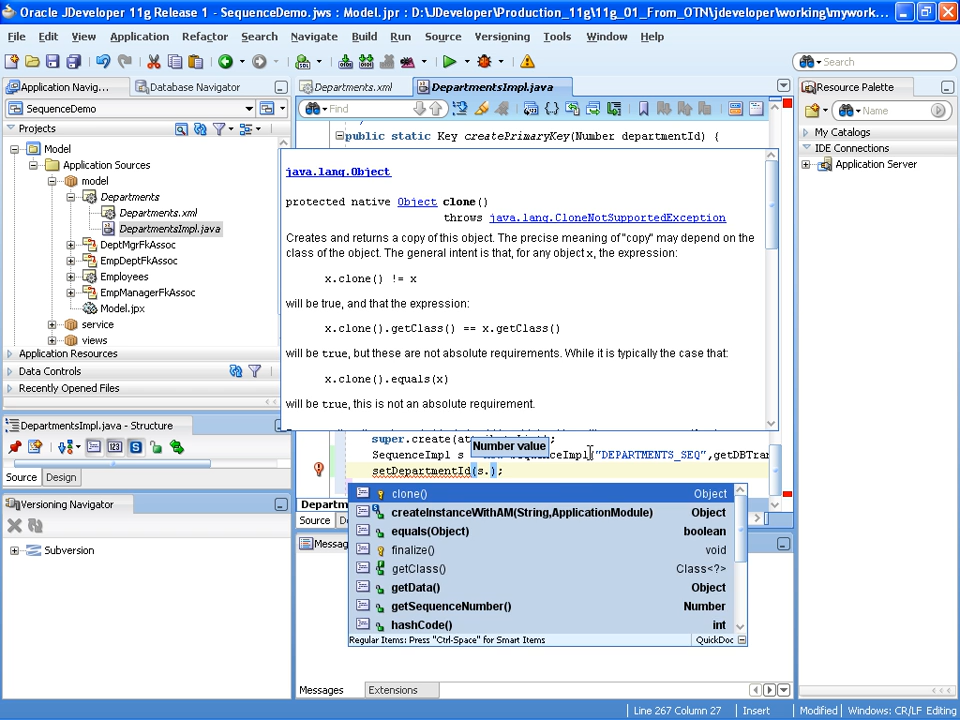 Oracle JDeveloper 11g Release 1 - SequenceDemo.jws : Model.jpr : D:\JDeveloper\Production_11g\11g_01_From_OTN\jdeveloper\working\mywork...
File Edit View Application Refactor Search Navigate Build Run Source Versioning Tools Window Help
Search
Application Navig...
Database Navigator
SequenceDemo
Projects
Model
Application Sources
model
Departments
Departments.xml
DepartmentsImpl.java
DeptMgrFkAssoc
EmpDeptFkAssoc
Employees
EmpManagerFkAssoc
Model.jpx
service
views
Application Resources
Data Controls
Recently Opened Files
DepartmentsImpl.java - Structure
Source Design
Versioning Navigator
Subversion
Departments.xml
DepartmentsImpl.java
Find
public static Key createPrimaryKey(Number departmentId) {
java.lang.Object
protected native Object clone()
throws java.lang.CloneNotSupportedException
Creates and returns a copy of this object. The precise meaning of "copy" may depend on the
class of the object. The general intent is that, for any object x, the expression:
x.clone() != x
will be true, and that the expression:
x.clone().getClass() == x.getClass()
will be true, but these are not absolute requirements. While it is typically the case that:
x.clone().equals(x)
will be true, this is not an absolute requirement.
Number value
SequenceImpl s
"DEPARTMENTS_SEQ",getDBTran
setDepartmentId(s.);
clone() Object
createInstanceWithAM(String,ApplicationModule) Object
equals(Object) boolean
finalize() void
getClass() Class<?>
getData() Object
getSequenceNumber() Number
hashCode() int
Regular Items: Press "Ctrl-Space" for Smart Items QuickDoc
Departm
Source
Messag
Messages Extensions
Resource Palette
Name
My Catalogs
IDE Connections
Application Server
Line 267 Column 27 Insert Modified Windows: CR/LF Editing